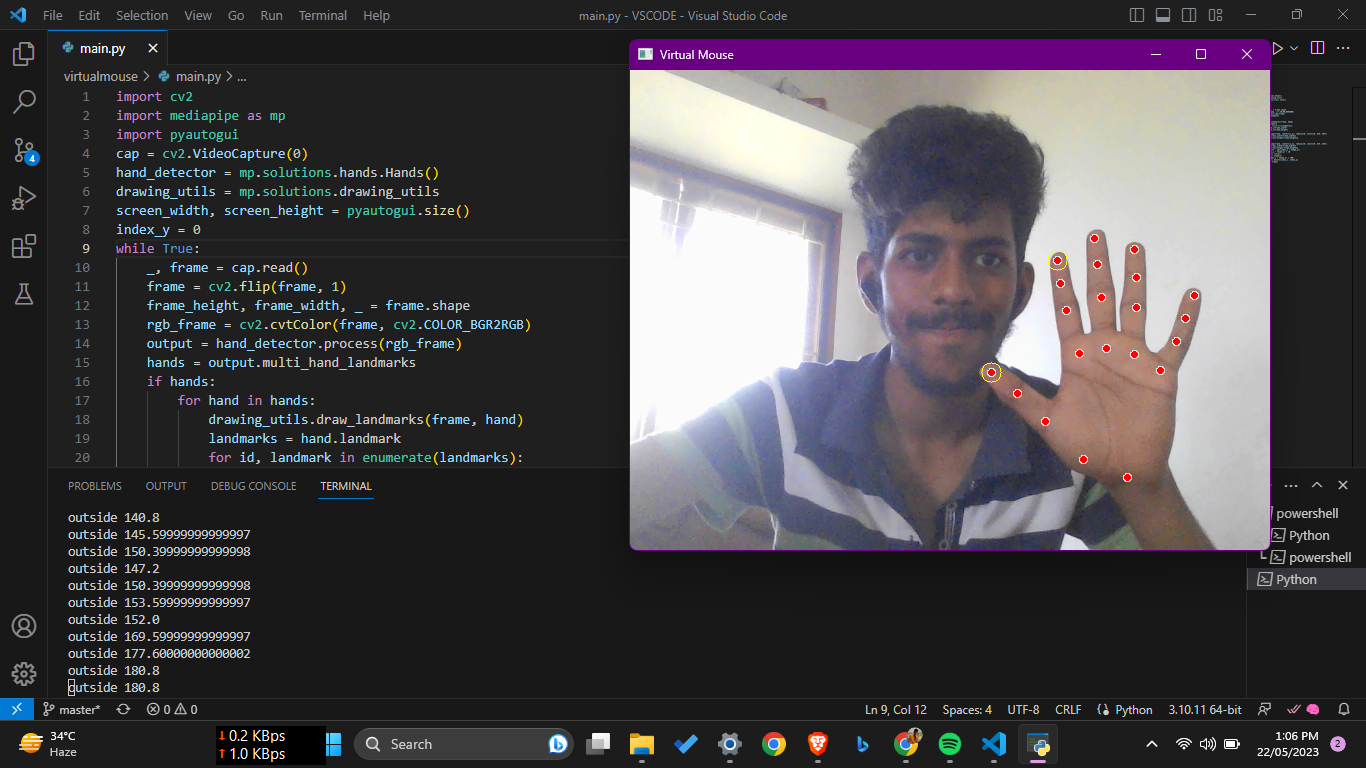 File Edit Selection View Go Run Terminal Help
main.py - VSCODE - Visual Studio Code
main.py
Virtual Mouse
virtualmouse > main.py > ...
1 import cv2
2 import mediapipe as mp
3 import pyautogui
4 cap = cv2.VideoCapture(0)
5 hand_detector = mp.solutions.hands.Hands()
6 drawing_utils = mp.solutions.drawing_utils
7 screen_width, screen_height = pyautogui.size()
8 index_y = 0
9 while True:
10 _, frame = cap.read()
11 frame = cv2.flip(frame, 1)
12 frame_height, frame_width, _ = frame.shape
13 rgb_frame = cv2.cvtColor(frame, cv2.COLOR_BGR2RGB)
14 output = hand_detector.process(rgb_frame)
15 hands = output.multi_hand_landmarks
16 if hands:
17 for hand in hands:
18 drawing_utils.draw_landmarks(frame, hand)
19 landmarks = hand.landmark
20 for id, landmark in enumerate(landmarks):
4
PROBLEMS OUTPUT DEBUG CONSOLE TERMINAL
outside 140.8
outside 145.59999999999997
outside 150.39999999999998
outside 147.2
outside 150.39999999999998
outside 153.59999999999997
outside 152.0
outside 169.59999999999997
outside 177.60000000000002
outside 180.8
outside 180.8
powershell
Python
powershell
Python
master* 0 0
Ln 9, Col 12 Spaces: 4 UTF-8 CRLF Python 3.10.11 64-bit
34°C
Haze
0.2 KBps
1.0 KBps
Search
1:06 PM
22/05/2023
2